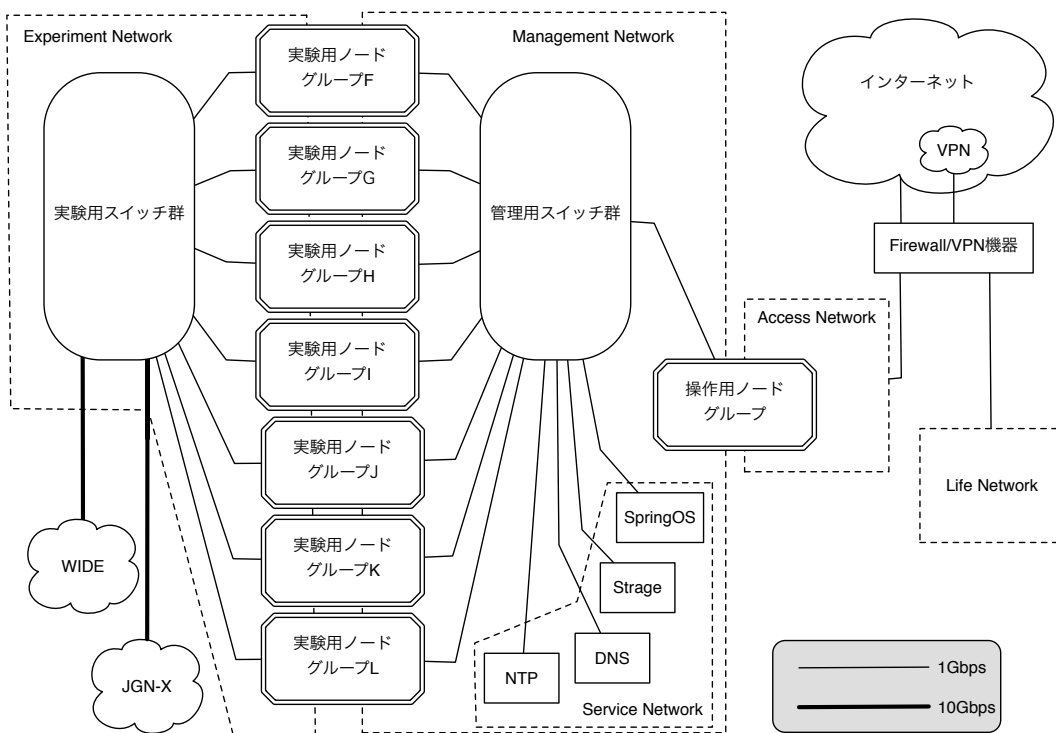 Experiment Network
Management Network
実験用ノード
グループF
実験用ノード
グループG
実験用ノード
グループH
実験用ノード
グループI
実験用ノード
グループJ
実験用ノード
グループK
実験用ノード
グループL
実験用スイッチ群
管理用スイッチ群
インターネット
VPN
Firewall/VPN機器
Access Network
操作用ノード
グループ
Life Network
WIDE
JGN-X
SpringOS
Strage
DNS
NTP
Service Network
1Gbps
10Gbps